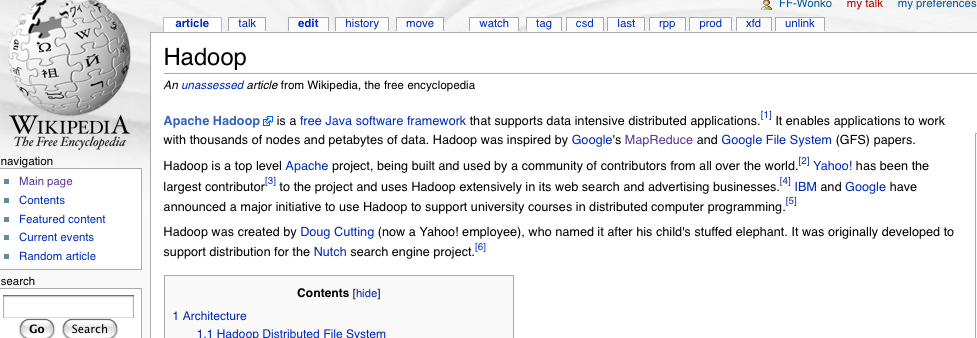 FF-Wonko my talk my preferences
article talk edit history move watch tag csd last rpp prod xfd unlink
Hadoop
An unassessed article from Wikipedia, the free encyclopedia
Apache Hadoop is a free Java software framework that supports data intensive distributed applications.[1] It enables applications to work
with thousands of nodes and petabytes of data. Hadoop was inspired by Google's MapReduce and Google File System (GFS) papers.
Hadoop is a top level Apache project, being built and used by a community of contributors from all over the world.[2] Yahoo! has been the
largest contributor[3] to the project and uses Hadoop extensively in its web search and advertising businesses.[4] IBM and Google have
announced a major initiative to use Hadoop to support university courses in distributed computer programming.[5]
Hadoop was created by Doug Cutting (now a Yahoo! employee), who named it after his child's stuffed elephant. It was originally developed to
support distribution for the Nutch search engine project.[6]
Contents [hide]
1 Architecture
1.1 Hadoop Distributed File System
Ω W И 祖
WIKIPEDIA
The Free Encyclopedia
navigation
Main page
Contents
Featured content
Current events
Random article
search
Go Search